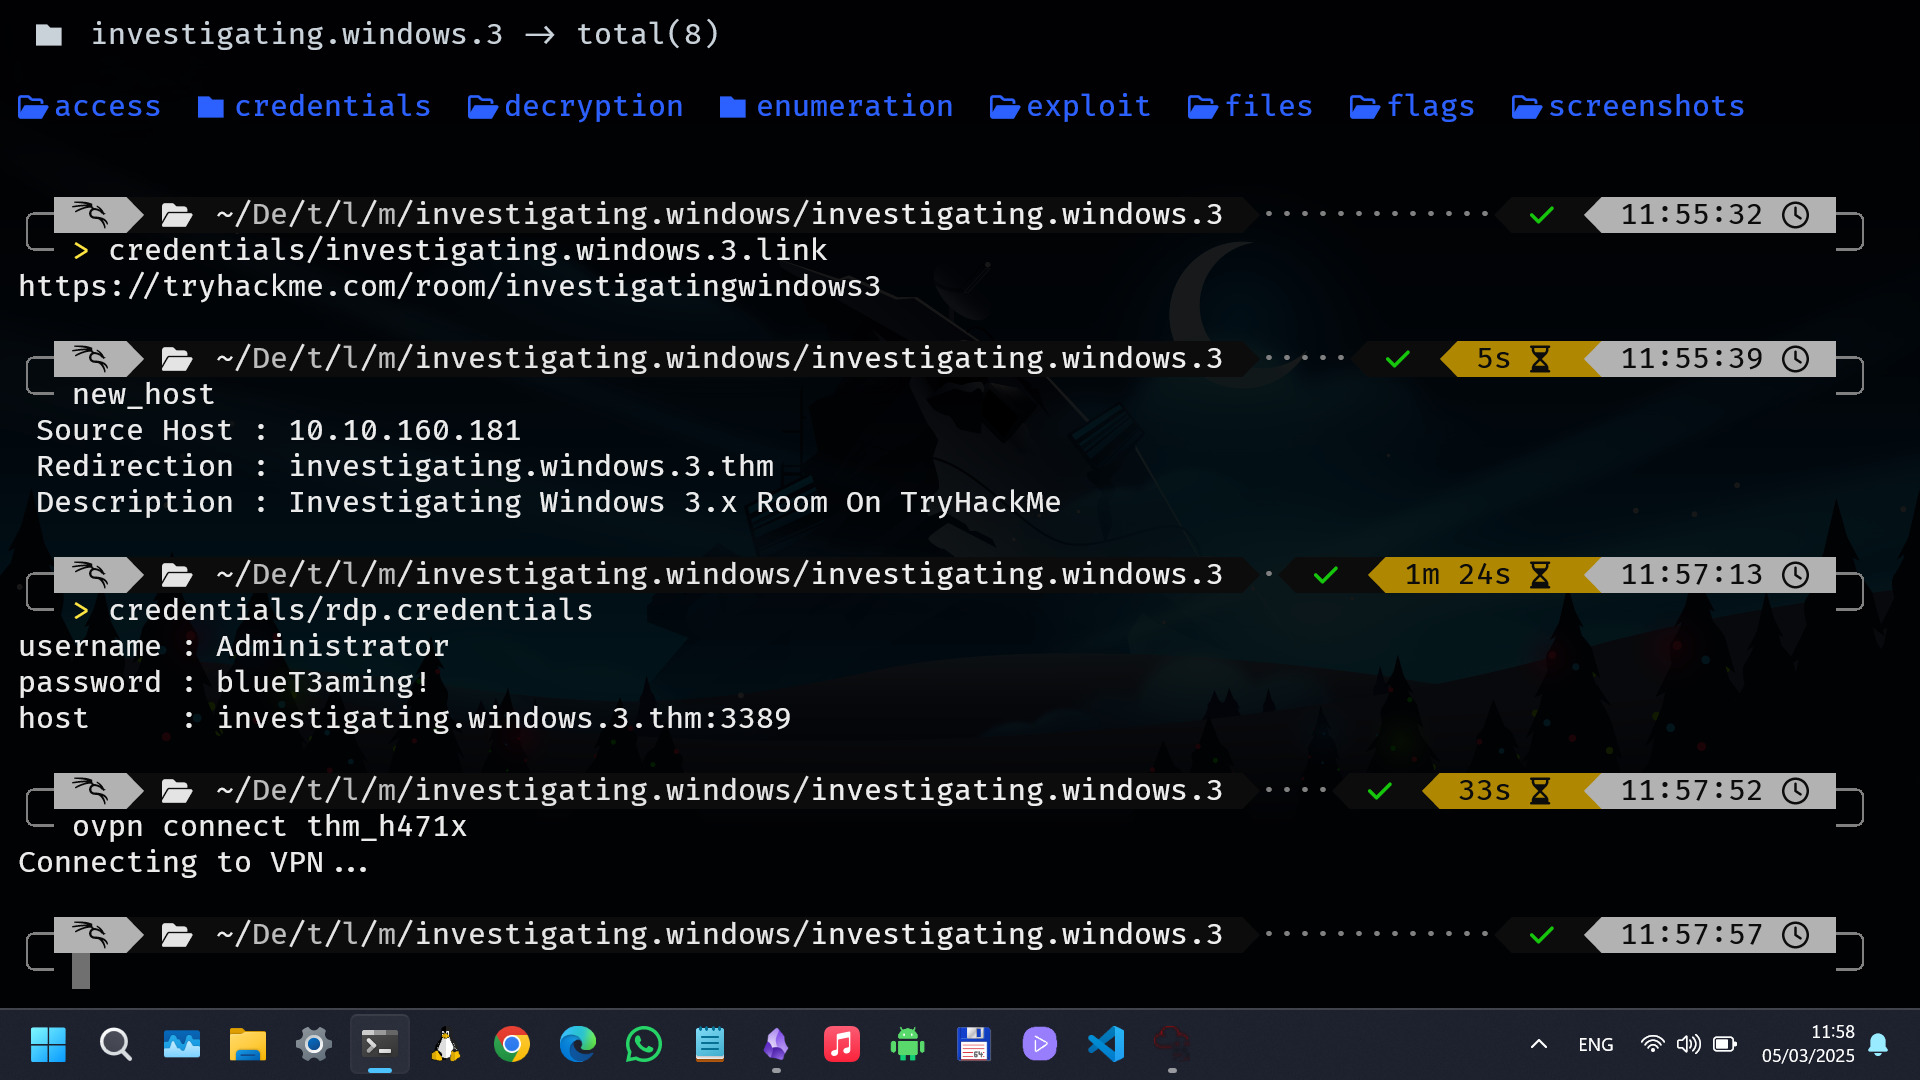 investigating.windows.3 → total(8)
access credentials decryption enumeration exploit files flags screenshots
~/De/t/l/m/investigating.windows/investigating.windows.3 ············· ✓ 11:55:32
> credentials/investigating.windows.3.link
https://tryhackme.com/room/investigatingwindows3
~/De/t/l/m/investigating.windows/investigating.windows.3 ····· ✓ 5s 11:55:39
new_host
Source Host : 10.10.160.181
Redirection : investigating.windows.3.thm
Description : Investigating Windows 3.x Room On TryHackMe
~/De/t/l/m/investigating.windows/investigating.windows.3 · ✓ 1m 24s 11:57:13
> credentials/rdp.credentials
username : Administrator
password : blueT3aming!
host     : investigating.windows.3.thm:3389
~/De/t/l/m/investigating.windows/investigating.windows.3 ···· ✓ 33s 11:57:52
ovpn connect thm_h471x
Connecting to VPN...
~/De/t/l/m/investigating.windows/investigating.windows.3 ············· ✓ 11:57:57
64
ENG
11:58
05/03/2025